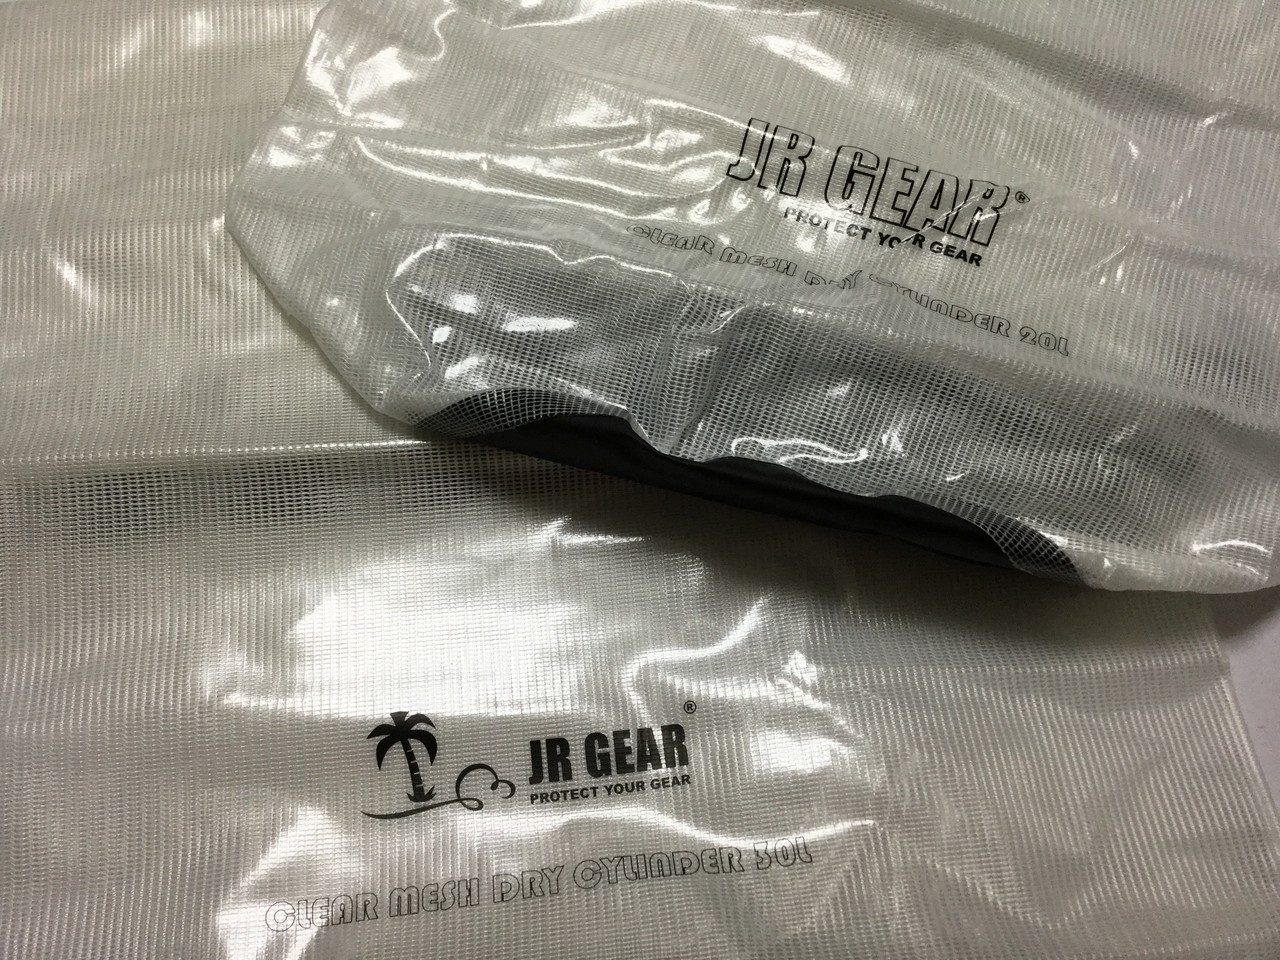 JR GEAR®
PROTECT YOUR GEAR
CLEAR MESH DRY CYLINDER 20L
JR GEAR®
PROTECT YOUR GEAR
CLEAR MESH DRY CYLINDER 30L